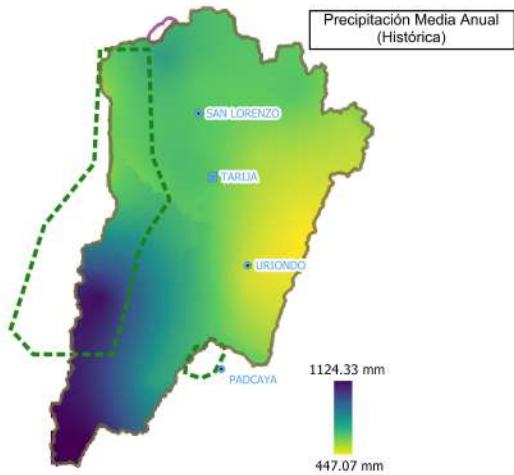 Precipitación Media Anual
(Histórica)
SAN LORENZO
TARIJA
URIONDO
PADCAYA
1124.33 mm
447.07 mm